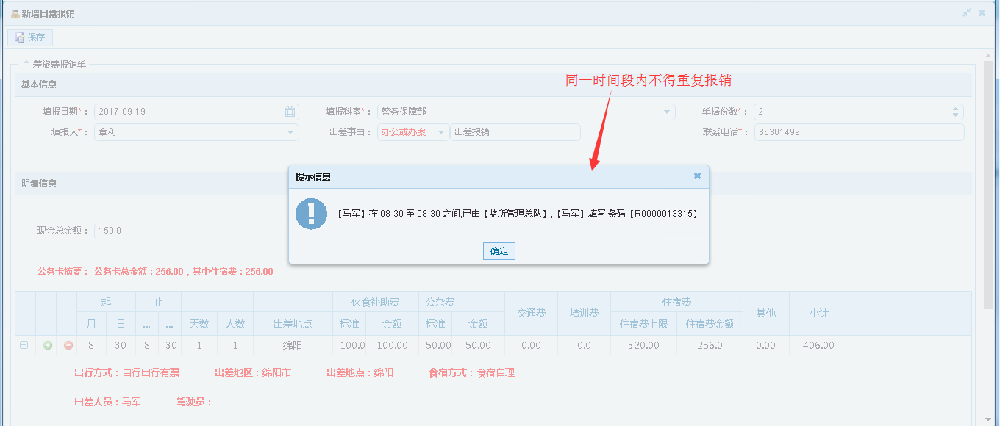 新增日常报销
保存
差旅费报销单
基本信息
同一时间段内不得重复报销
填报日期*： 2017-09-19 填报科室*： 警务保障部 单据份数*： 2
填报人*： 章利 出差事由： 办公或办案 出差报销 联系电话*： 86301499
明细信息
提示信息
【马军】在 08-30 至 08-30 之间,已由【监所管理总队】,【马军】填写,条码【R0000013315】
确定
现金总金额： 150.0
公务卡摘要： 公务卡总金额：256.00，其中住宿费：256.00
起 止 伙食补助费 公杂费 交通费 培训费 住宿费 其他 小计
月 日 ... ... 天数 人数 出差地点 标准 金额 标准 金额 住宿费上限 住宿费金额
8 30 8 30 1 1 绵阳 100.0 100.00 50.00 50.00 0.00 0.0 320.00 256.0 0.00 406.00
出行方式：自行出行有票 出差地区：绵阳市 出差地点：绵阳 食宿方式：食宿自理
出差人员：马军 驾驶员：